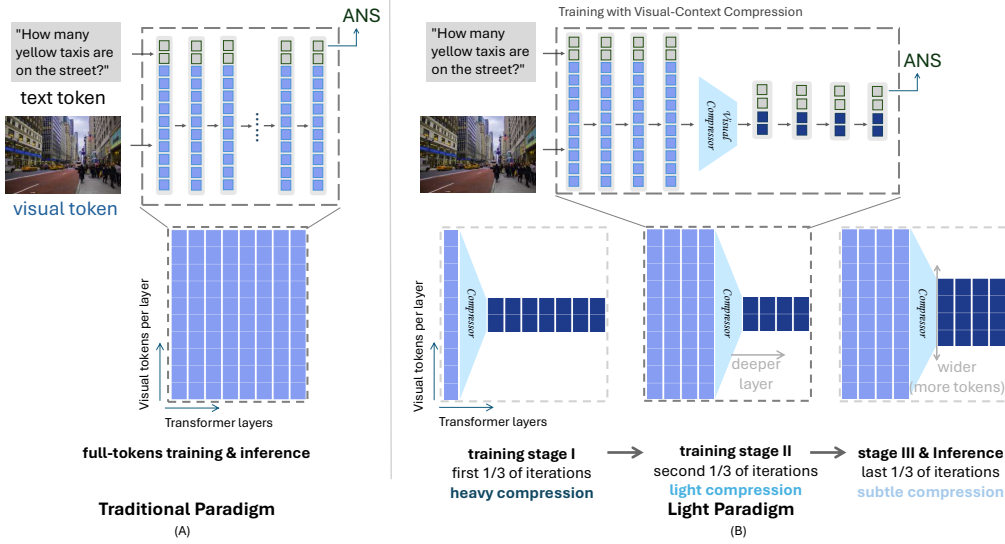 ANS
"How many
yellow taxis are
on the street?"
text token
visual token
Visual tokens per layer
Transformer layers
full-tokens training & inference
Traditional Paradigm
(A)
Training with Visual-Context Compression
"How many
yellow taxis are
on the street?"
Visual
Compressor
ANS
Visual tokens per layer
Compressor
Transformer layers
Compressor
deeper
layer
Compressor
wider
(more tokens)
training stage I
first 1/3 of iterations
heavy compression
training stage II
second 1/3 of iterations
light compression
stage III & Inference
last 1/3 of iterations
subtle compression
Light Paradigm
(B)